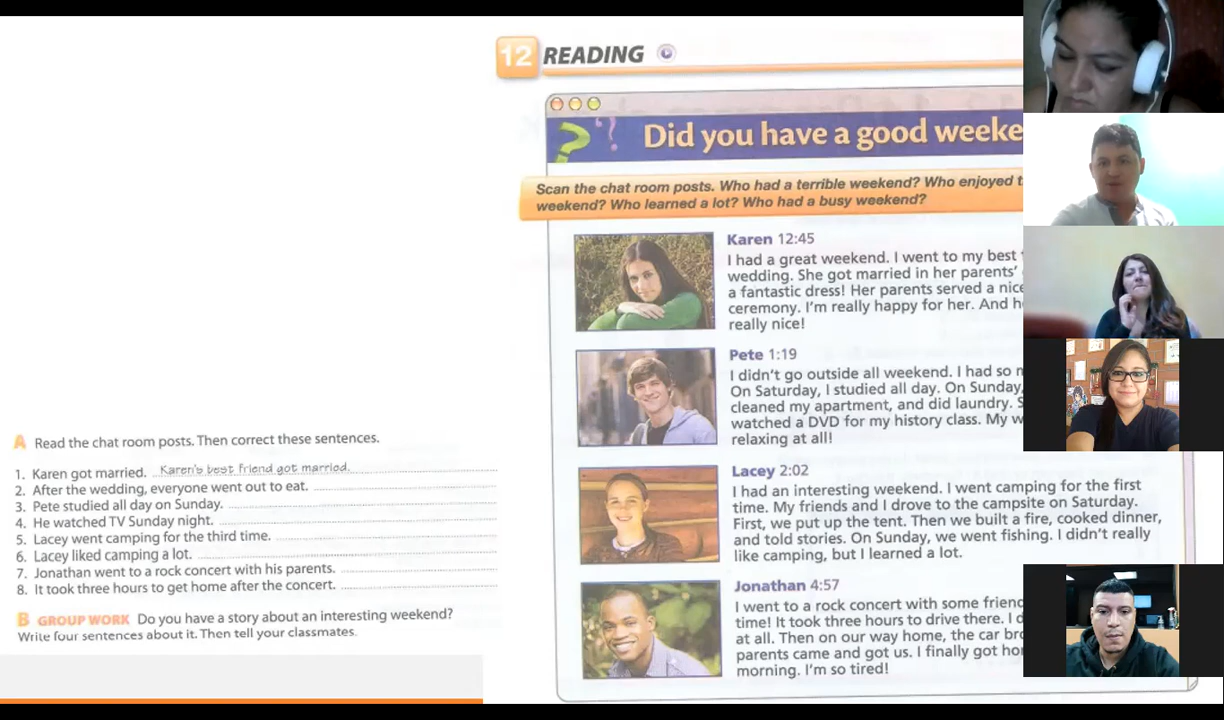 12 READING
Did you have a good
Scan the chat room posts. Who had a terrible weekend? Who enjoyed
weekend? Who learned a lot? Who had a busy weekend?
Karen 12:45
I had a great weekend. I went to my best
wedding. She got married in her parents'
a fantastic dress! Her parents served a nice
ceremony. I'm really happy for her. And
really nice!
Pete 1:19
I didn't go outside all weekend. I had so
On Saturday, I studied all day. On Sunday,
cleaned my apartment, and did laundry.
watched a DVD for my history class. My
relaxing at all!
Lacey 2:02
I had an interesting weekend. I went camping for the first
time. My friends and I drove to the campsite on Saturday.
First, we put up the tent. Then we built a fire, cooked dinner,
and told stories. On Sunday, we went fishing. I didn't really
like camping, but I learned a lot.
Jonathan 4:57
I went to a rock concert with some
time! It took three hours to drive there. I
at all. Then on our way home, the car
parents came and got us. I finally got
morning. I'm so tired!
A Read the chat room posts. Then correct these sentences.
1. Karen got married. Karen's best friend got married.
2. After the wedding, everyone went out to eat.
3. Pete studied all day on Sunday.
4. He watched TV Sunday night.
5. Lacey went camping for the third time.
6. Lacey liked camping a lot.
7. Jonathan went to a rock concert with his parents.
8. It took three hours to get home after the concert.
B GROUP WORK Do you have a story about an interesting weekend?
Write four sentences about it. Then tell your classmates.